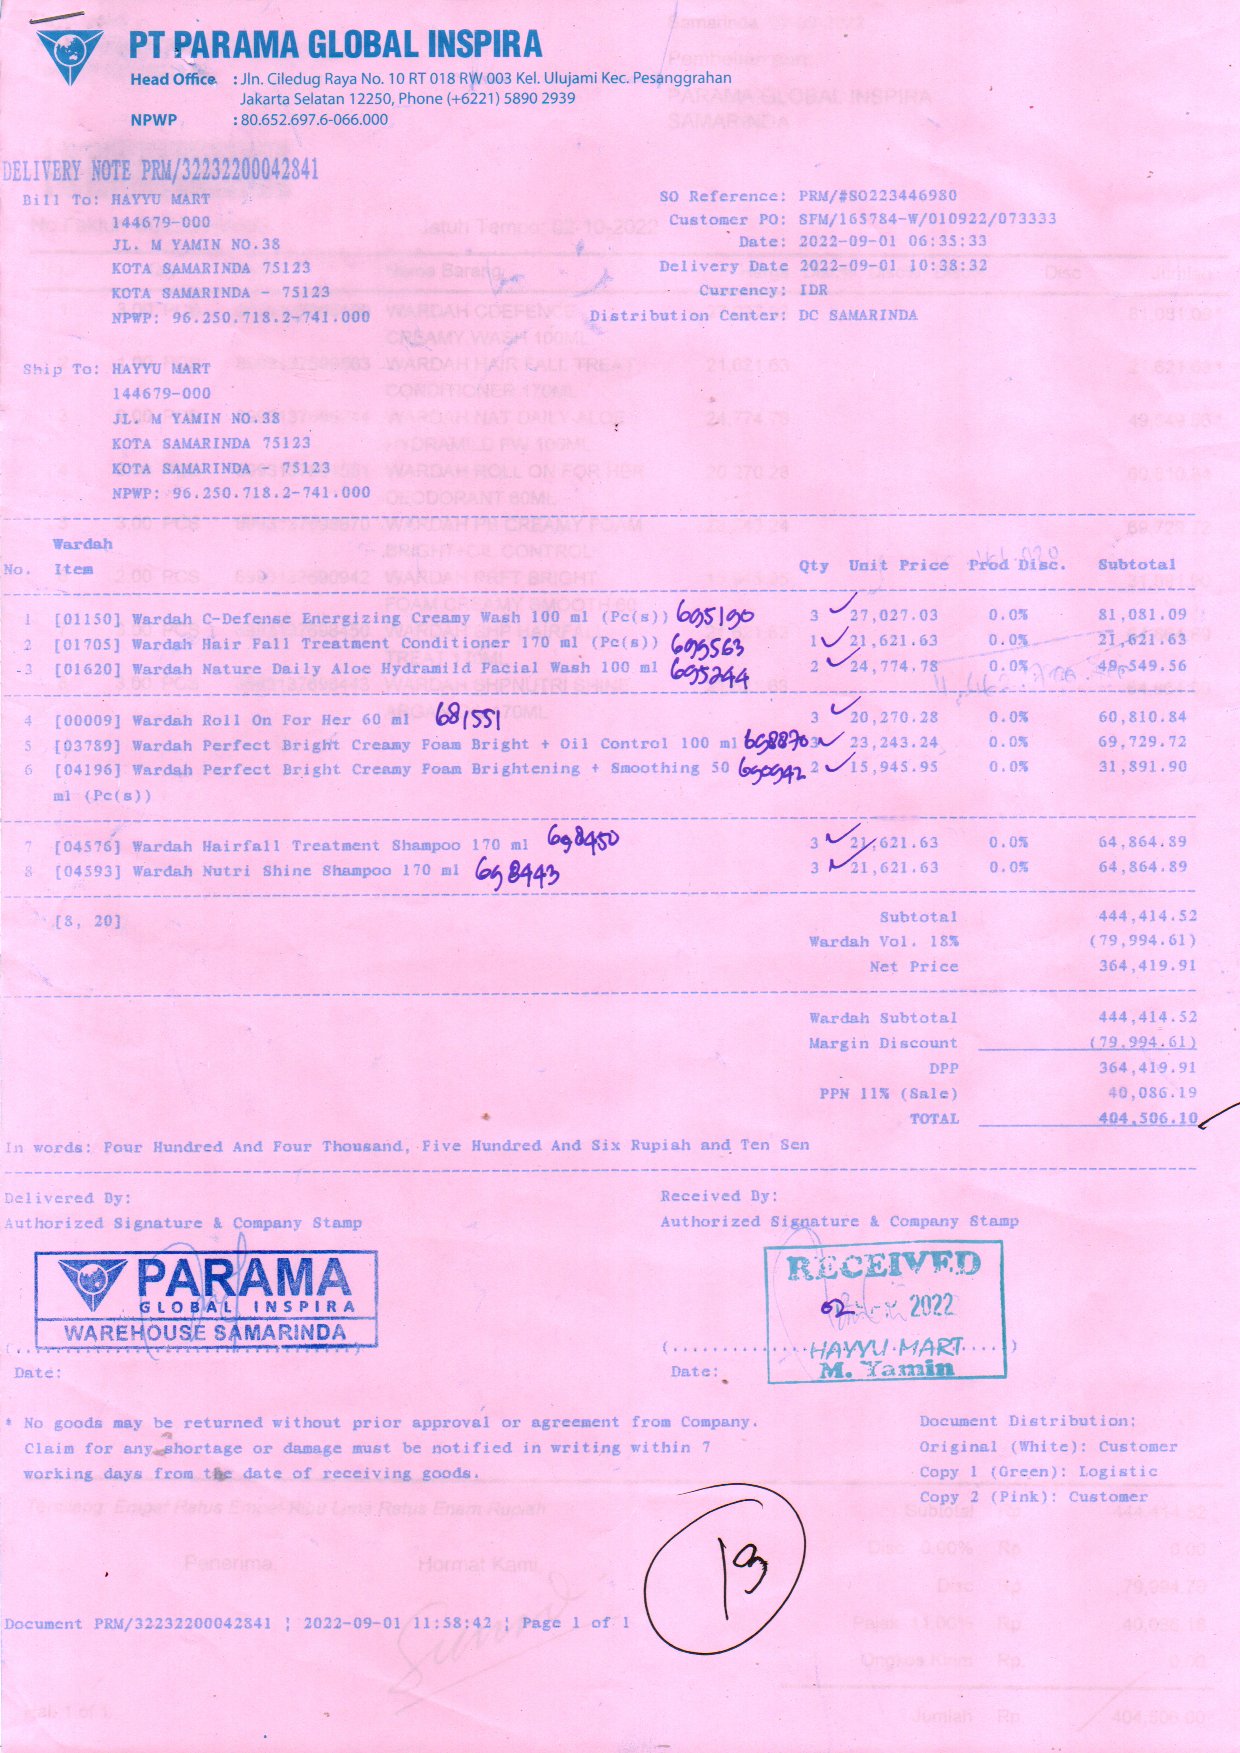 PT PARAMA GLOBAL INSPIRA
Head Office : Jln. Ciledug Raya No. 10 RT 018 RW 003 Kel. Ulujami Kec. Pesanggrahan
Jakarta Selatan 12250, Phone (+6221) 5890 2939
NPWP : 80.652.697.6-066.000
DELIVERY NOTE PRM/32232200042841
Bill To: HAYYU MART
144679-000
JL. M YAMIN NO.38
KOTA SAMARINDA 75123
KOTA SAMARINDA - 75123
NPWP: 96.250.718.2-741.000
SO Reference: PRM/#SO223446980
Customer PO: SFM/165784-W/010922/073333
Date: 2022-09-01 06:35:33
Delivery Date 2022-09-01 10:38:32
Currency: IDR
Distribution Center: DC SAMARINDA
Ship To: HAYYU MART
144679-000
JL. M YAMIN NO.38
KOTA SAMARINDA 75123
KOTA SAMARINDA - 75123
NPWP: 96.250.718.2-741.000
Wardah
No. Item Qty Unit Price Prod Disc. Subtotal
1 [01150] Wardah C-Defense Energizing Creamy Wash 100 ml (Pc(s)) 695190 3 27,027.03 0.0% 81,081.09
2 [01705] Wardah Hair Fall Treatment Conditioner 170 ml (Pc(s)) 699563 1 21,621.63 0.0% 21,621.63
3 [01620] Wardah Nature Daily Aloe Hydramild Facial Wash 100 ml 695244 2 24,774.78 0.0% 49,549.56
4 [00009] Wardah Roll On For Her 60 ml 681551 3 20,270.28 0.0% 60,810.84
5 [03789] Wardah Perfect Bright Creamy Foam Bright + Oil Control 100 ml 698870 3 23,243.24 0.0% 69,729.72
6 [04196] Wardah Perfect Bright Creamy Foam Brightening + Smoothing 50 690942 2 15,945.95 0.0% 31,891.90
ml (Pc(s))
7 [04576] Wardah Hairfall Treatment Shampoo 170 ml 698450 3 21,621.63 0.0% 64,864.89
8 [04593] Wardah Nutri Shine Shampoo 170 ml 698443 3 21,621.63 0.0% 64,864.89
[8, 20]
Subtotal 444,414.52
Wardah Vol. 18% (79,994.61)
Net Price 364,419.91
Wardah Subtotal 444,414.52
Margin Discount (79,994.61)
DPP 364,419.91
PPN 11% (Sale) 40,086.19
TOTAL 404,506.10
In words: Four Hundred And Four Thousand, Five Hundred And Six Rupiah and Ten Sen
Delivered By:
Authorized Signature & Company Stamp
Received By:
Authorized Signature & Company Stamp
PARAMA
GLOBAL INSPIRA
WAREHOUSE SAMARINDA
Date:
RECEIVED
02 2022
HAYYU MART
M. Yamin
Date:
* No goods may be returned without prior approval or agreement from Company.
Claim for any shortage or damage must be notified in writing within 7
working days from the date of receiving goods.
Document Distribution:
Original (White): Customer
Copy 1 (Green): Logistic
Copy 2 (Pink): Customer
13
Document PRM/32232200042841 ¦ 2022-09-01 11:58:42 ¦ Page 1 of 1